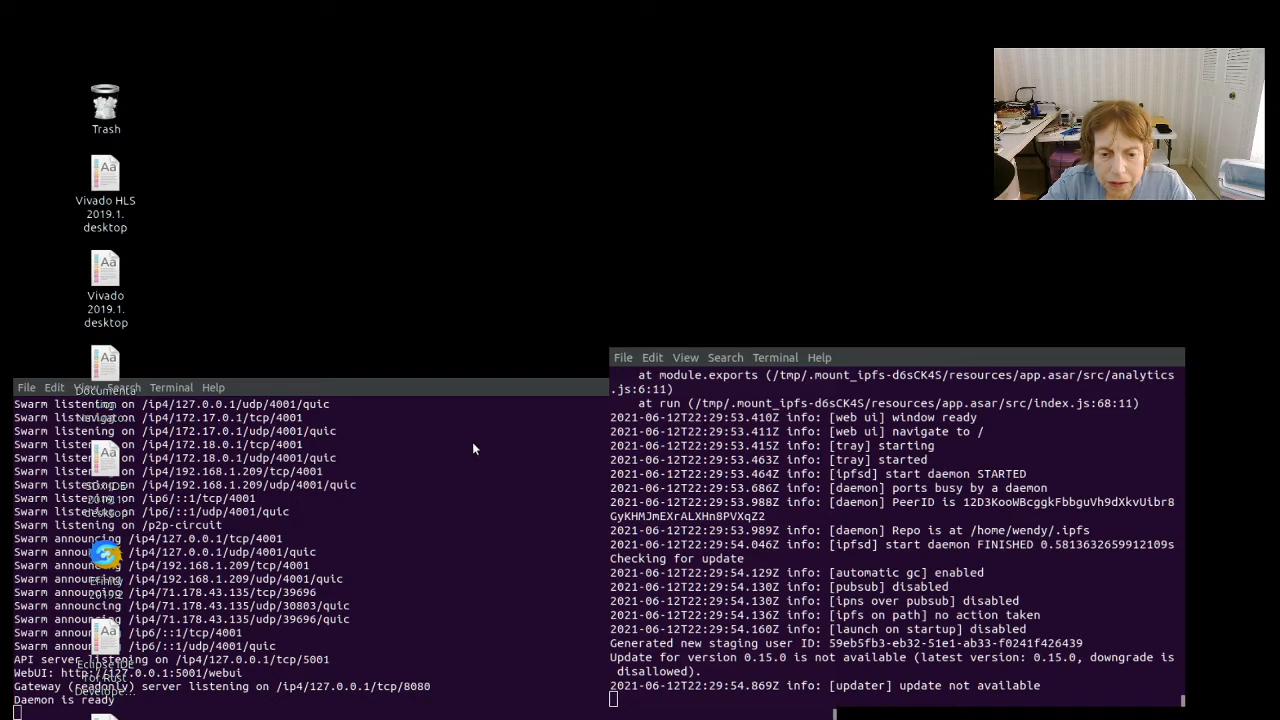 Trash
Vivado HLS
2019.1.
desktop
Vivado
2019.1.
desktop
File Edit View Search Terminal Help
Swarm listening on /ip4/127.0.0.1/udp/4001/quic
Swarm listening on /ip4/172.17.0.1/tcp/4001
Swarm listening on /ip4/172.17.0.1/udp/4001/quic
Swarm listening on /ip4/172.18.0.1/tcp/4001
Swarm listening on /ip4/172.18.0.1/udp/4001/quic
Swarm listening on /ip4/192.168.1.209/tcp/4001
Swarm listening on /ip4/192.168.1.209/udp/4001/quic
Swarm listening on /ip6/::1/tcp/4001
Swarm listening on /ip6/::1/udp/4001/quic
Swarm listening on /p2p-circuit
Swarm announcing /ip4/127.0.0.1/tcp/4001
Swarm announcing /ip4/127.0.0.1/udp/4001/quic
Swarm announcing /ip4/192.168.1.209/tcp/4001
Swarm announcing /ip4/192.168.1.209/udp/4001/quic
Swarm announcing /ip4/71.178.43.135/tcp/39696
Swarm announcing /ip4/71.178.43.135/udp/30803/quic
Swarm announcing /ip4/71.178.43.135/udp/39696/quic
Swarm announcing /ip6/::1/tcp/4001
Swarm announcing /ip6/::1/udp/4001/quic
API server listening on /ip4/127.0.0.1/tcp/5001
WebUI: http://127.0.0.1:5001/webui
Gateway (readonly) server listening on /ip4/127.0.0.1/tcp/8080
Daemon is ready
Eclipse IDE
for Rust
Develope...
File Edit View Search Terminal Help
at module.exports (/tmp/.mount_ipfs-d6sCK4S/resources/app.asar/src/analytics
.js:6:11)
at run (/tmp/.mount_ipfs-d6sCK4S/resources/app.asar/src/index.js:68:11)
2021-06-12T22:29:53.410Z info: [web ui] window ready
2021-06-12T22:29:53.411Z info: [web ui] navigate to /
2021-06-12T22:29:53.415Z info: [tray] starting
2021-06-12T22:29:53.463Z info: [tray] started
2021-06-12T22:29:53.464Z info: [ipfsd] start daemon STARTED
2021-06-12T22:29:53.686Z info: [daemon] ports busy by a daemon
2021-06-12T22:29:53.988Z info: [daemon] PeerID is 12D3KooWBcggkFbbguVh9dXkvUibr8
GyKHMJmEXrALXHn8PVXqZ2
2021-06-12T22:29:53.989Z info: [daemon] Repo is at /home/wendy/.ipfs
2021-06-12T22:29:54.046Z info: [ipfsd] start daemon FINISHED 0.5813632659912109s
Checking for update
2021-06-12T22:29:54.129Z info: [automatic gc] enabled
2021-06-12T22:29:54.130Z info: [pubsub] disabled
2021-06-12T22:29:54.130Z info: [ipns over pubsub] disabled
2021-06-12T22:29:54.136Z info: [ipfs on path] no action taken
2021-06-12T22:29:54.160Z info: [launch on startup] disabled
Generated new staging user ID: 59eb5fb3-eb32-51e1-ab33-f0241f426439
Update for version 0.15.0 is not available (latest version: 0.15.0, downgrade is
disallowed).
2021-06-12T22:29:54.869Z info: [updater] update not available